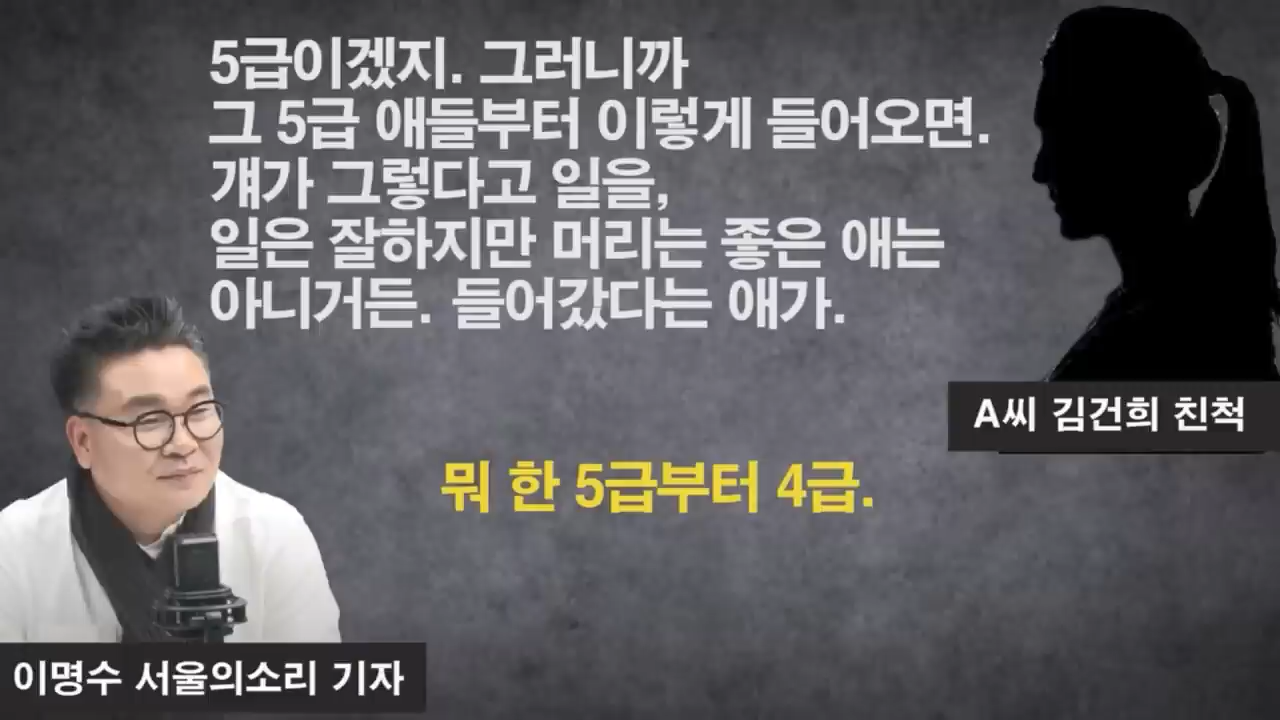 5급이겠지. 그러니까
그 5급 애들부터 이렇게 들어오면.
걔가 그렇다고 일을,
일은 잘하지만 머리는 좋은 애는
아니거든. 들어갔다는 애가.
A씨 김건희 친척
뭐 한 5급부터 4급.
이명수 서울의소리 기자